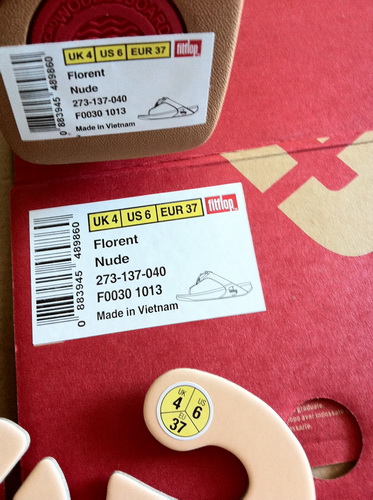 WOBBLEBOARD
UK 4 US 6 EUR 37 fitflop
Florent
Nude
273-137-040
F0030 1013
Made in Vietnam
0 883945 489860
UK 4 US 6 EUR 37 fitflop
Florent
Nude
273-137-040
F0030 1013
Made in Vietnam
0 883945 489860
UK
4
US
6
EU
37
graduate